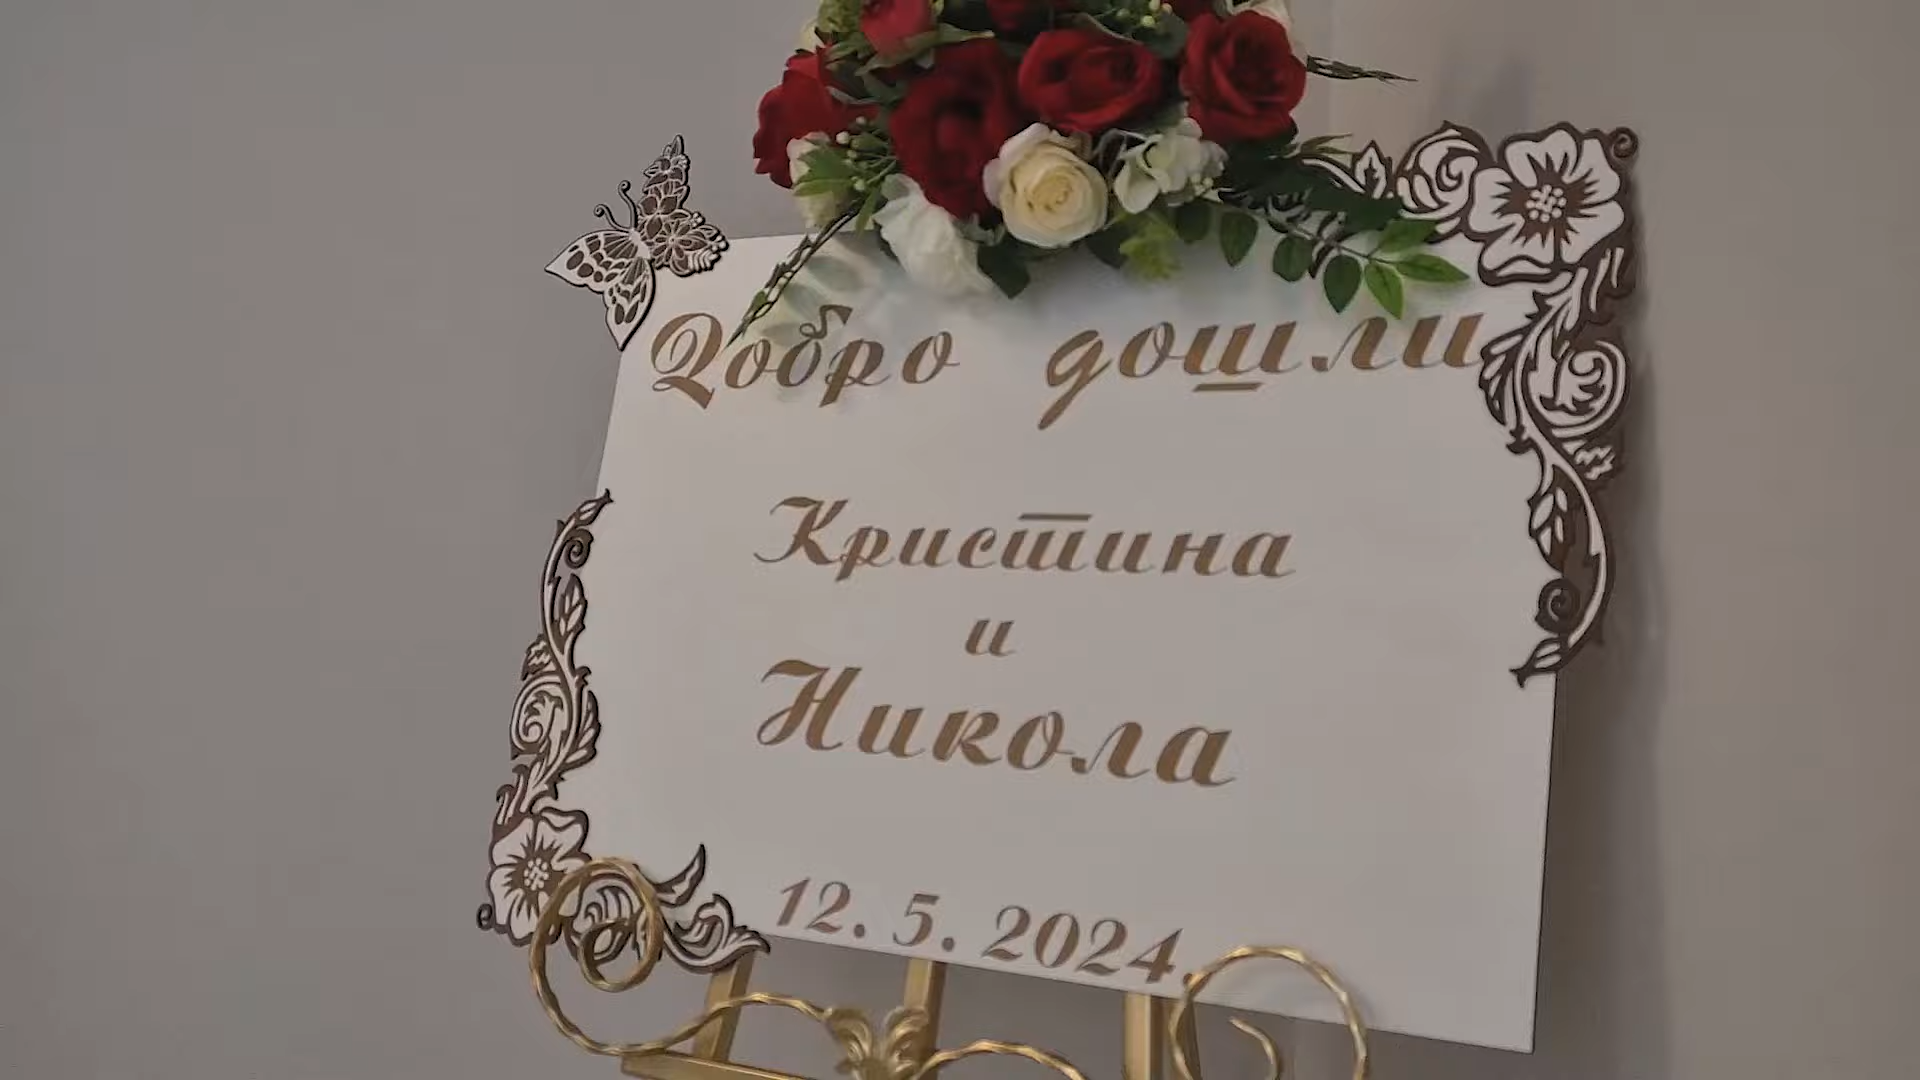 Добро дошли
Кристина
и
Никола
12. 5. 2024.